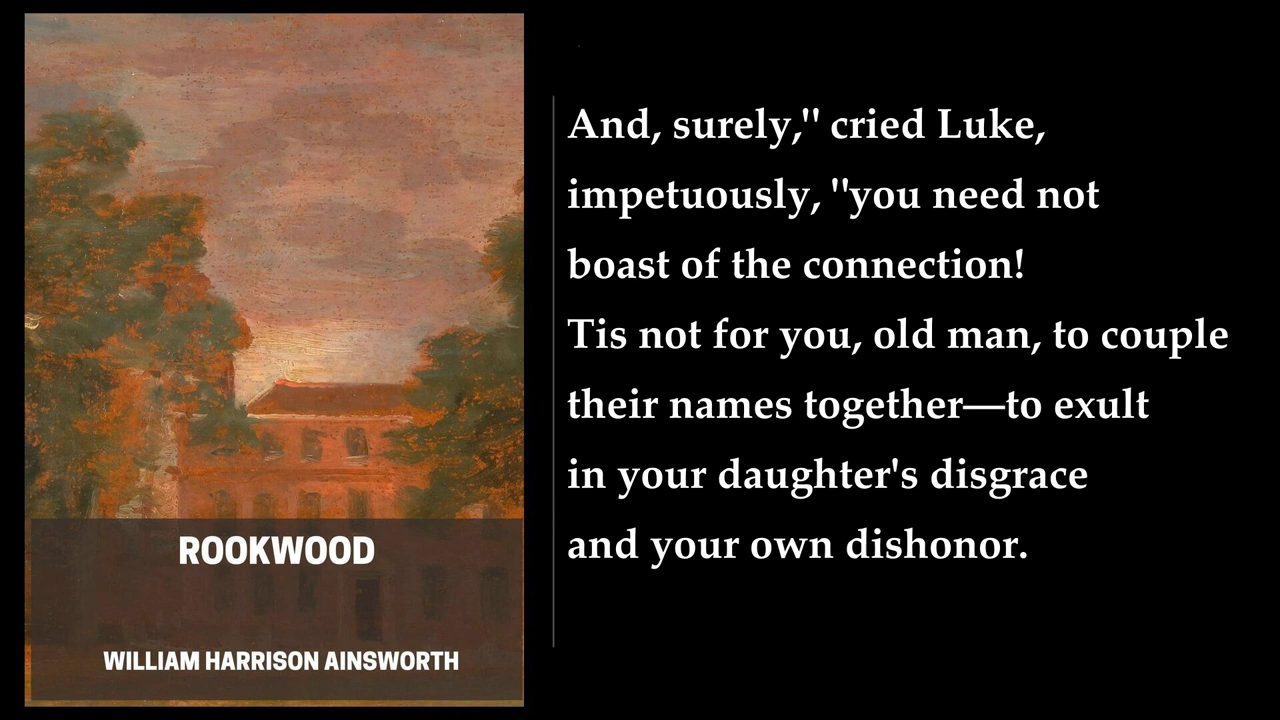 ROOKWOOD
WILLIAM HARRISON AINSWORTH
And, surely," cried Luke,
impetuously, "you need not
boast of the connection!
Tis not for you, old man, to couple
their names together—to exult
in your daughter's disgrace
and your own dishonor.